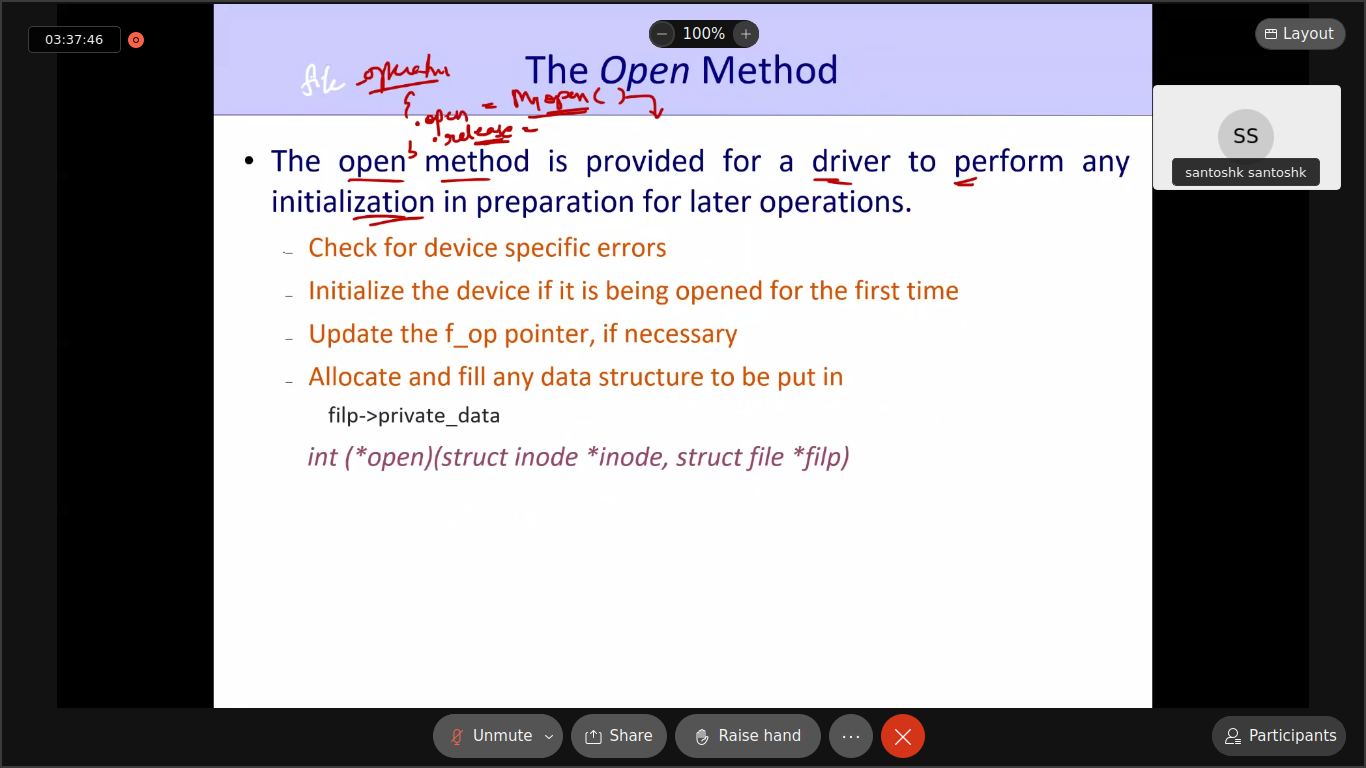 03:37:46
100%
Layout
The Open Method
file operation
{
.open = Myopen( )
.release =
SS
santoshk santoshk
• The open method is provided for a driver to perform any
initialization in preparation for later operations.
– Check for device specific errors
– Initialize the device if it is being opened for the first time
– Update the f_op pointer, if necessary
– Allocate and fill any data structure to be put in
filp->private_data
int (*open)(struct inode *inode, struct file *filp)
Unmute
Share
Raise hand
Participants